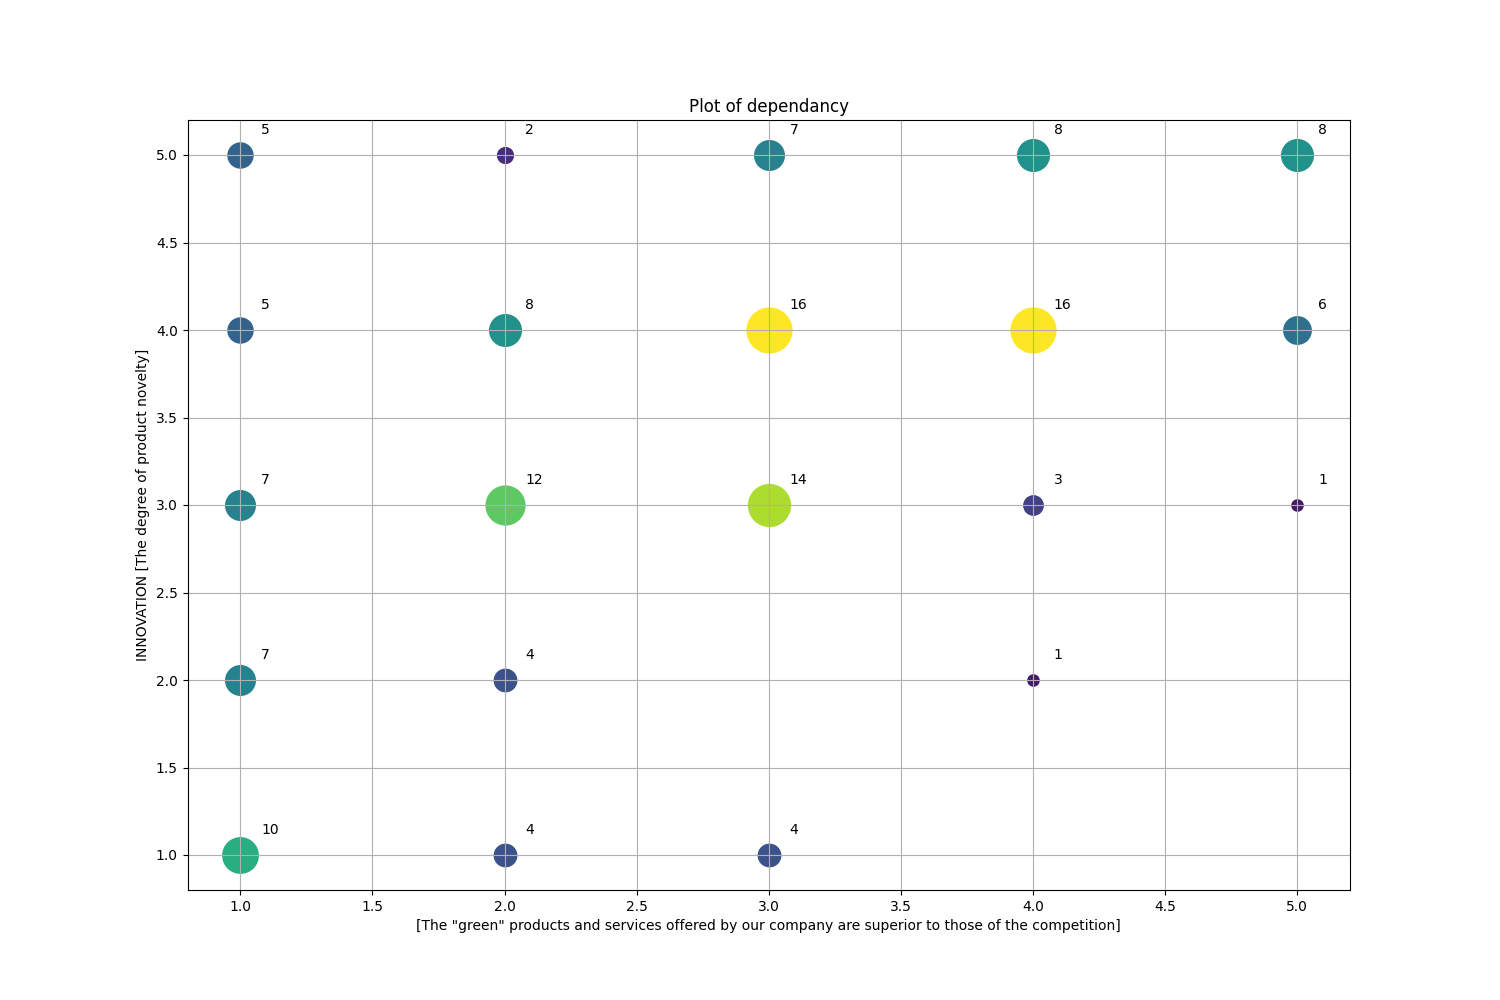 Plot of dependancy
5 2 7 8 8
5.0
4.5
5 8 16 16 6
4.0
3.5
7 12 14 3 1
3.0
2.5
7 4 1
2.0
1.5
10 4 4
1.0
INNOVATION [The degree of product novelty]
1.0 1.5 2.0 2.5 3.0 3.5 4.0 4.5 5.0
[The "green" products and services offered by our company are superior to those of the competition]